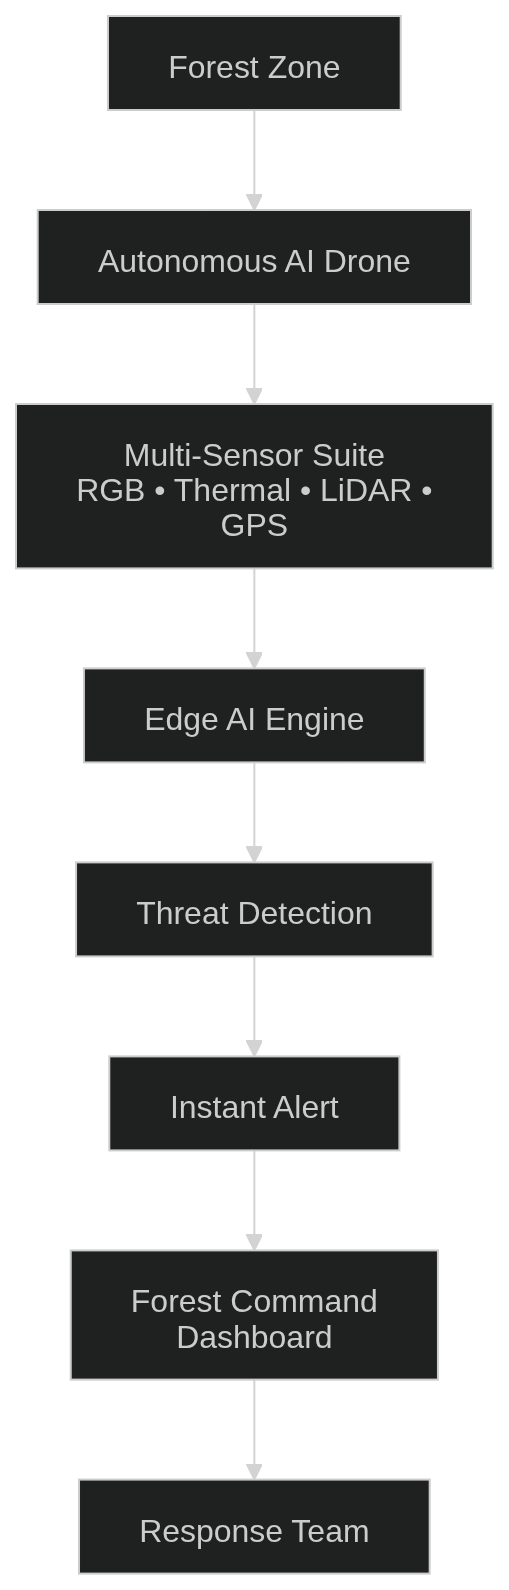 Forest Zone
Autonomous AI Drone
Multi-Sensor Suite
RGB • Thermal • LiDAR •
GPS
Edge AI Engine
Threat Detection
Instant Alert
Forest Command
Dashboard
Response Team